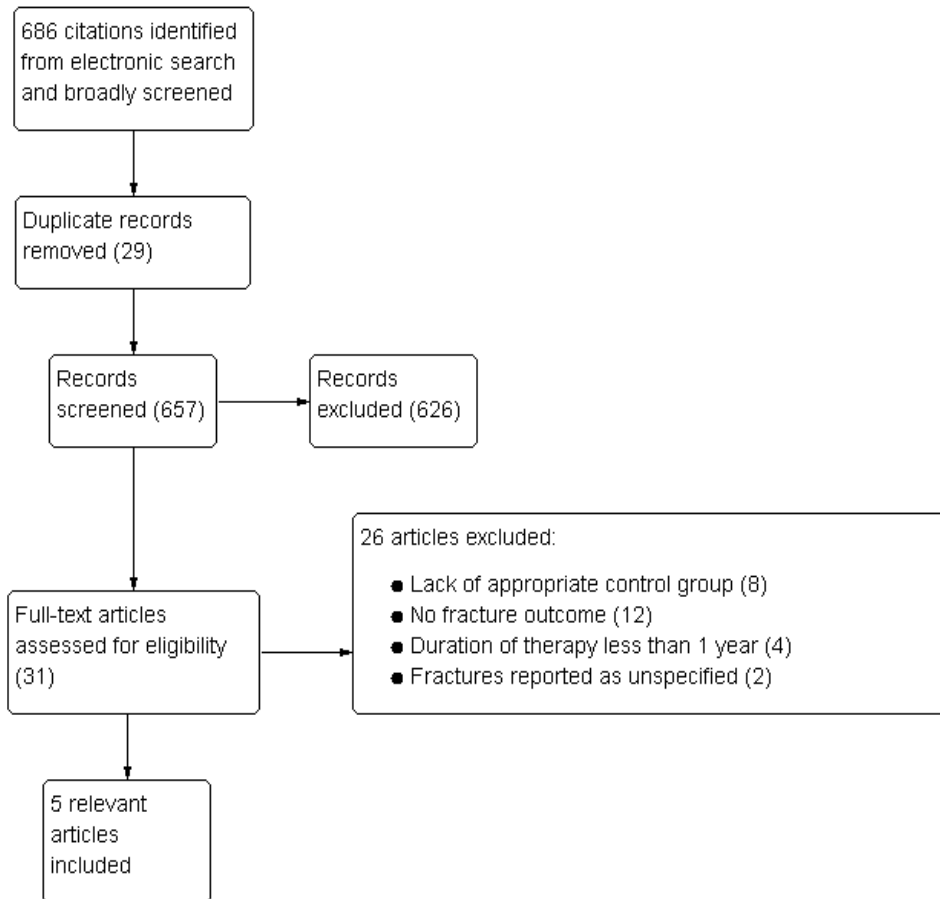 686 citations identified
from electronic search
and broadly screened
Duplicate records
removed (29)
Records
screened (657)
Records
excluded (626)
26 articles excluded:
● Lack of appropriate control group (8)
● No fracture outcome (12)
● Duration of therapy less than 1 year (4)
● Fractures reported as unspecified (2)
Full-text articles
assessed for eligibility
(31)
5 relevant
articles
included